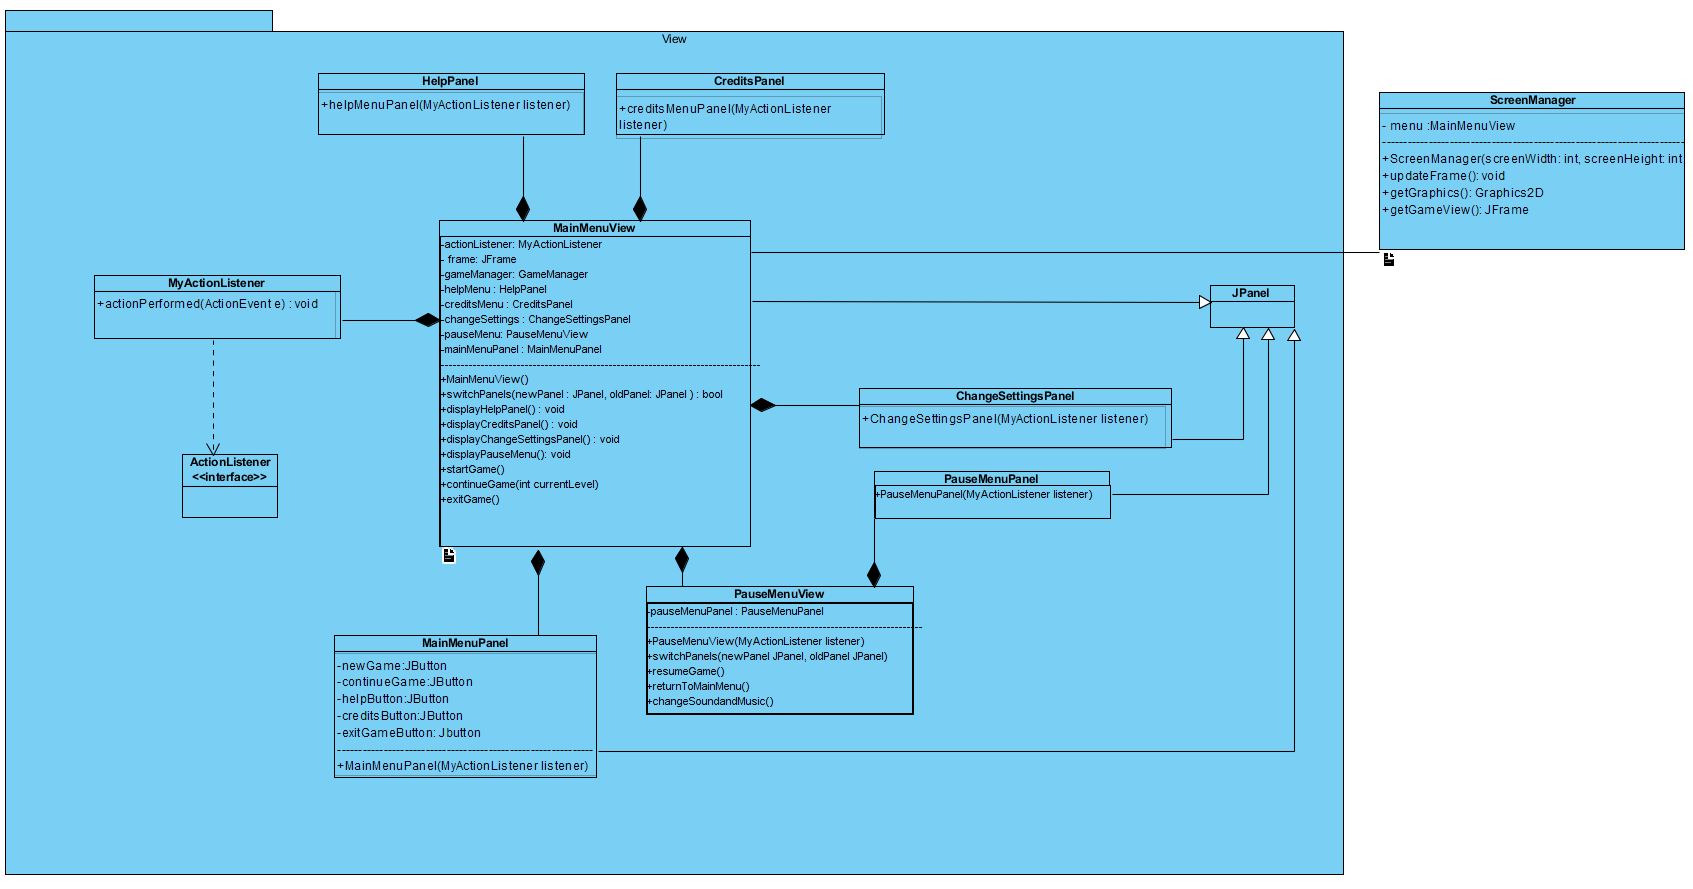 View
HelpPanel
+helpMenuPanel(MyActionListener listener)
CreditsPanel
+creditsMenuPanel(MyActionListener
listener)
ScreenManager
- menu :MainMenuView
+ScreenManager(screenWidth: int, screenHeight: int
+updateFrame(): void
+getGraphics(): Graphics2D
+getGameView(): JFrame
MainMenuView
-actionListener: MyActionListener
- frame: JFrame
-gameManager: GameManager
-helpMenu : HelpPanel
-creditsMenu : CreditsPanel
-changeSettings : ChangeSettingsPanel
-pauseMenu: PauseMenuView
-mainMenuPanel : MainMenuPanel
+MainMenuView()
+switchPanels(newPanel : JPanel, oldPanel: JPanel ) : bool
+displayHelpPanel() : void
+displayCreditsPanel() : void
+displayChangeSettingsPanel() : void
+displayPauseMenu(): void
+startGame()
+continueGame(int currentLevel)
+exitGame()
MyActionListener
+actionPerformed(ActionEvent e) : void
JPanel
ChangeSettingsPanel
+ChangeSettingsPanel(MyActionListener listener)
ActionListener
<<interface>>
PauseMenuPanel
+PauseMenuPanel(MyActionListener listener)
PauseMenuView
-pauseMenuPanel : PauseMenuPanel
+PauseMenuView(MyActionListener listener)
+switchPanels(newPanel JPanel, oldPanel JPanel)
+resumeGame()
+returnToMainMenu()
+changeSoundandMusic()
MainMenuPanel
-newGame:JButton
-continueGame:JButton
-helpButton:JButton
-creditsButton:JButton
-exitGameButton: Jbutton
+MainMenuPanel(MyActionListener listener)